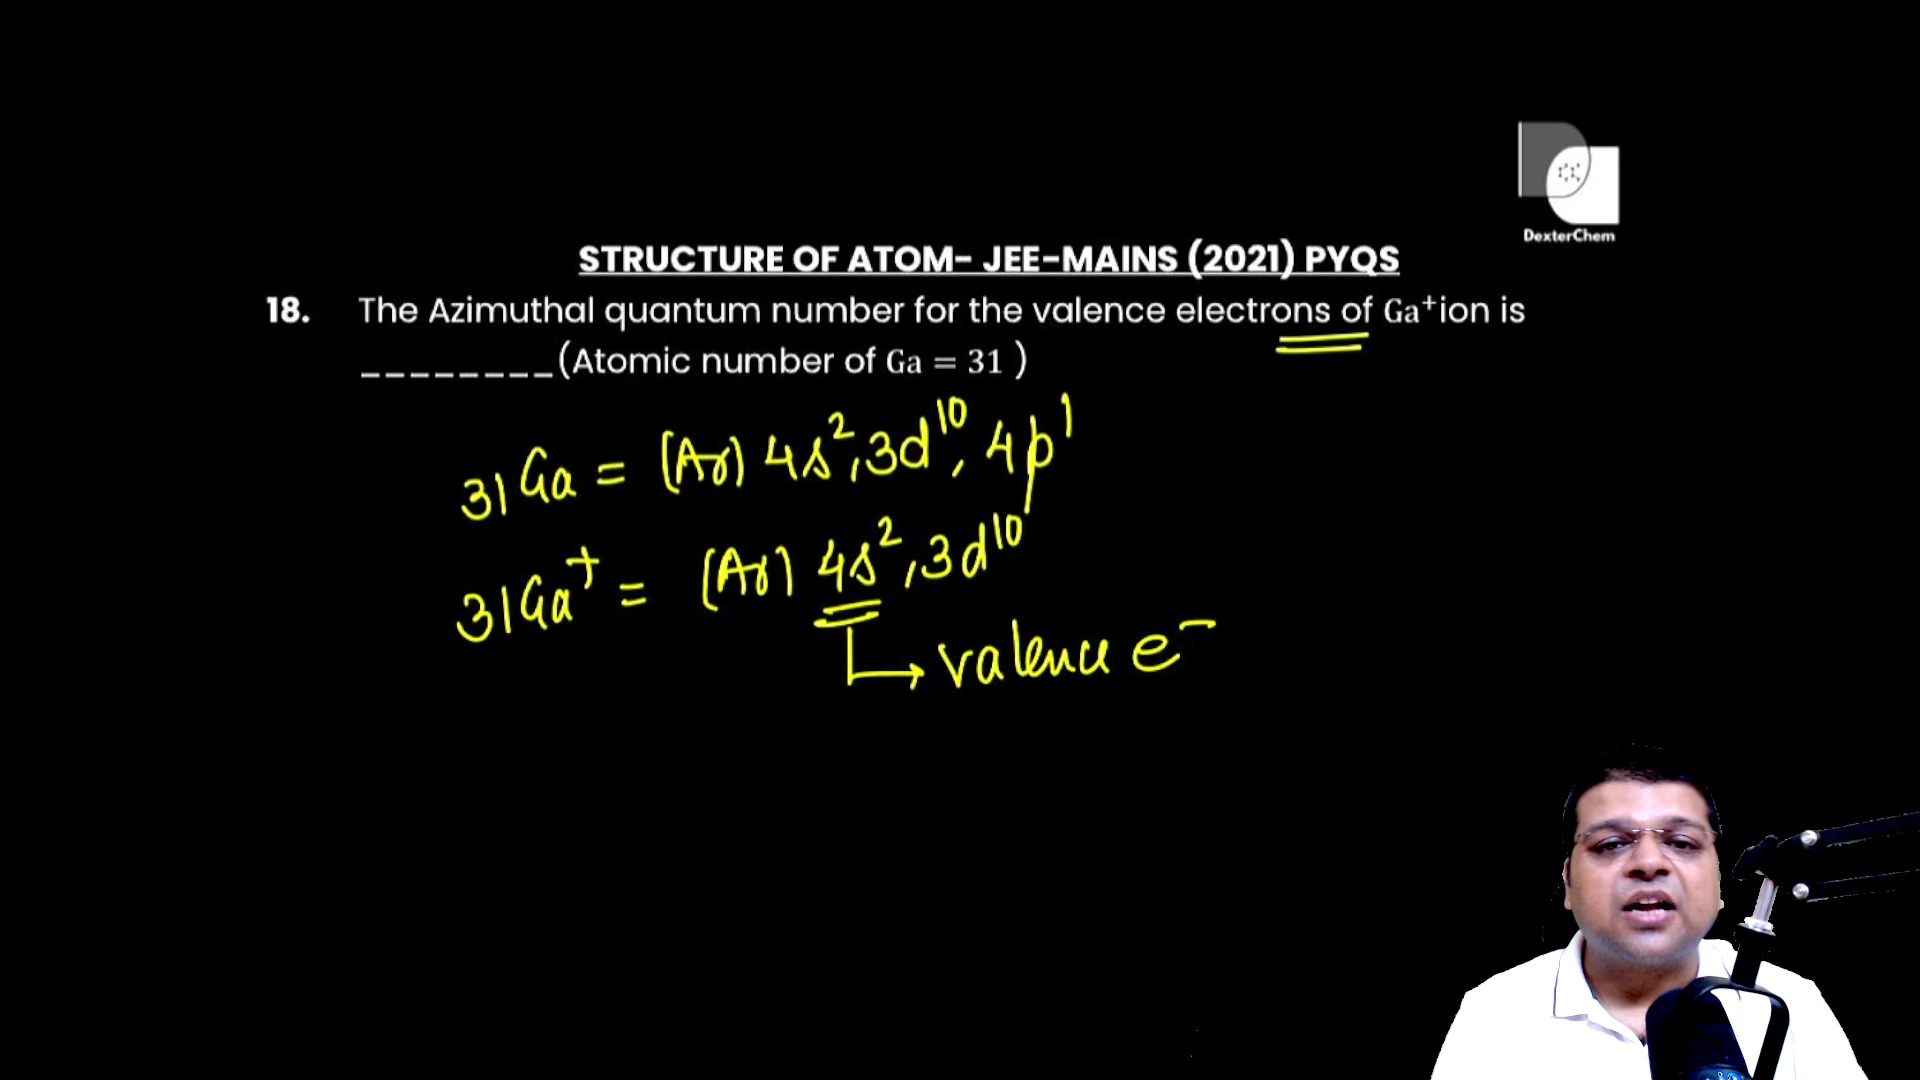 DexterChem
STRUCTURE OF ATOM- JEE-MAINS (2021) PYQS
18. The Azimuthal quantum number for the valence electrons of Ga⁺ion is
________(Atomic number of Ga = 31 )
₃₁Ga = (Ar) 4s², 3d¹⁰, 4p¹
₃₁Ga⁺ = (Ar) 4s², 3d¹⁰
↳ valence e⁻